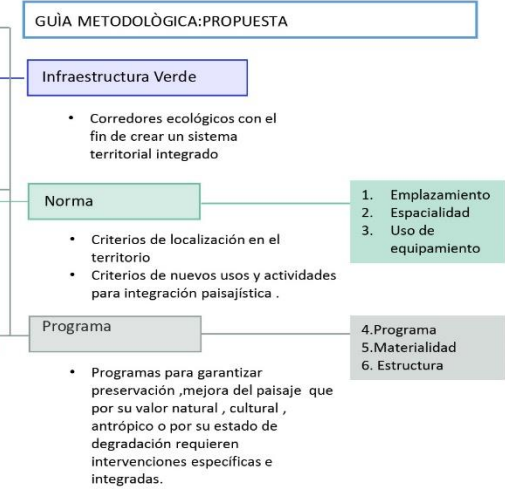 GUÌA METODOLÒGICA:PROPUESTA
Infraestructura Verde
• Corredores ecológicos con el
fin de crear un sistema
territorial integrado
Norma
1. Emplazamiento
2. Espacialidad
3. Uso de
equipamiento
• Criterios de localización en el
territorio
• Criterios de nuevos usos y actividades
para integración paisajística .
Programa
4.Programa
5.Materialidad
6. Estructura
• Programas para garantizar
preservación ,mejora del paisaje que
por su valor natural , cultural ,
antrópico o por su estado de
degradación requieren
intervenciones específicas e
integradas.